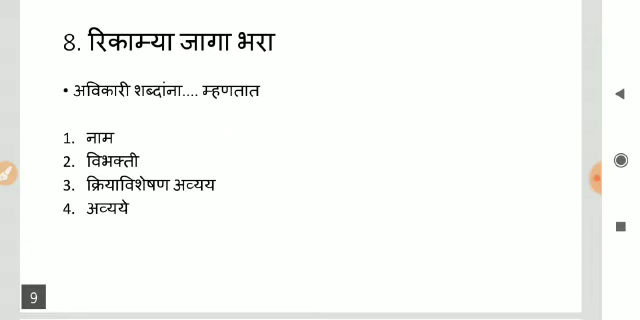 8. रिकाम्या जागा भरा
• अविकारी शब्दांना.... म्हणतात
1. नाम
2. विभक्ती
3. क्रियाविशेषण अव्यय
4. अव्यये
9